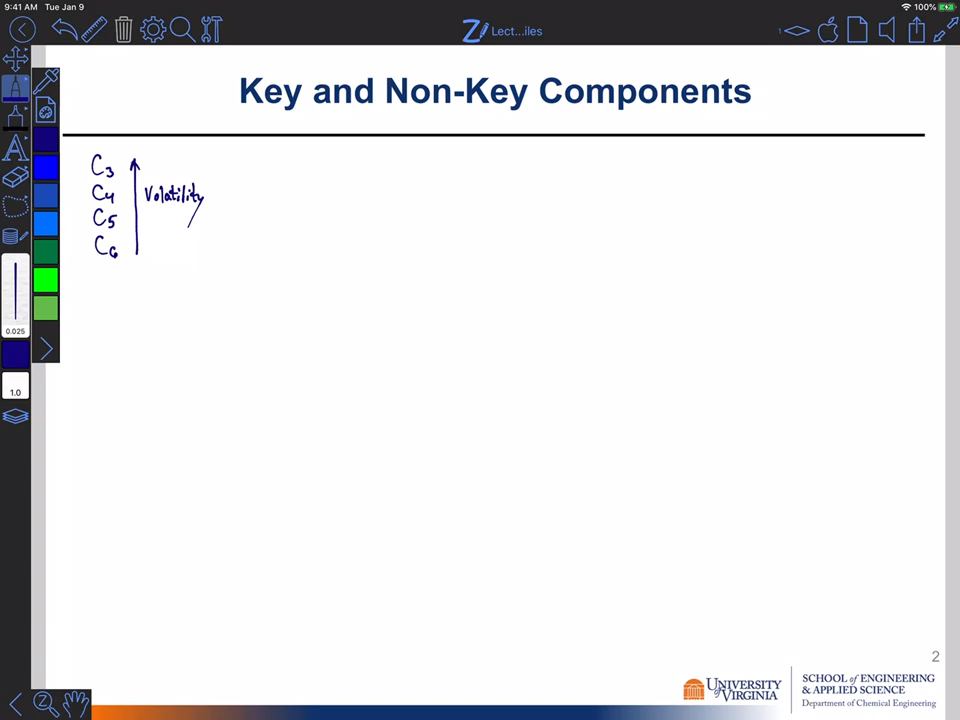 9:41 AM Tue Jan 9
100%
Lect...iles
1
Key and Non-Key Components
C3
C4
Volatility
C5
C6
A
0.025
1.0
2
UNIVERSITY
of VIRGINIA
SCHOOL of ENGINEERING
& APPLIED SCIENCE
Department of Chemical Engineering